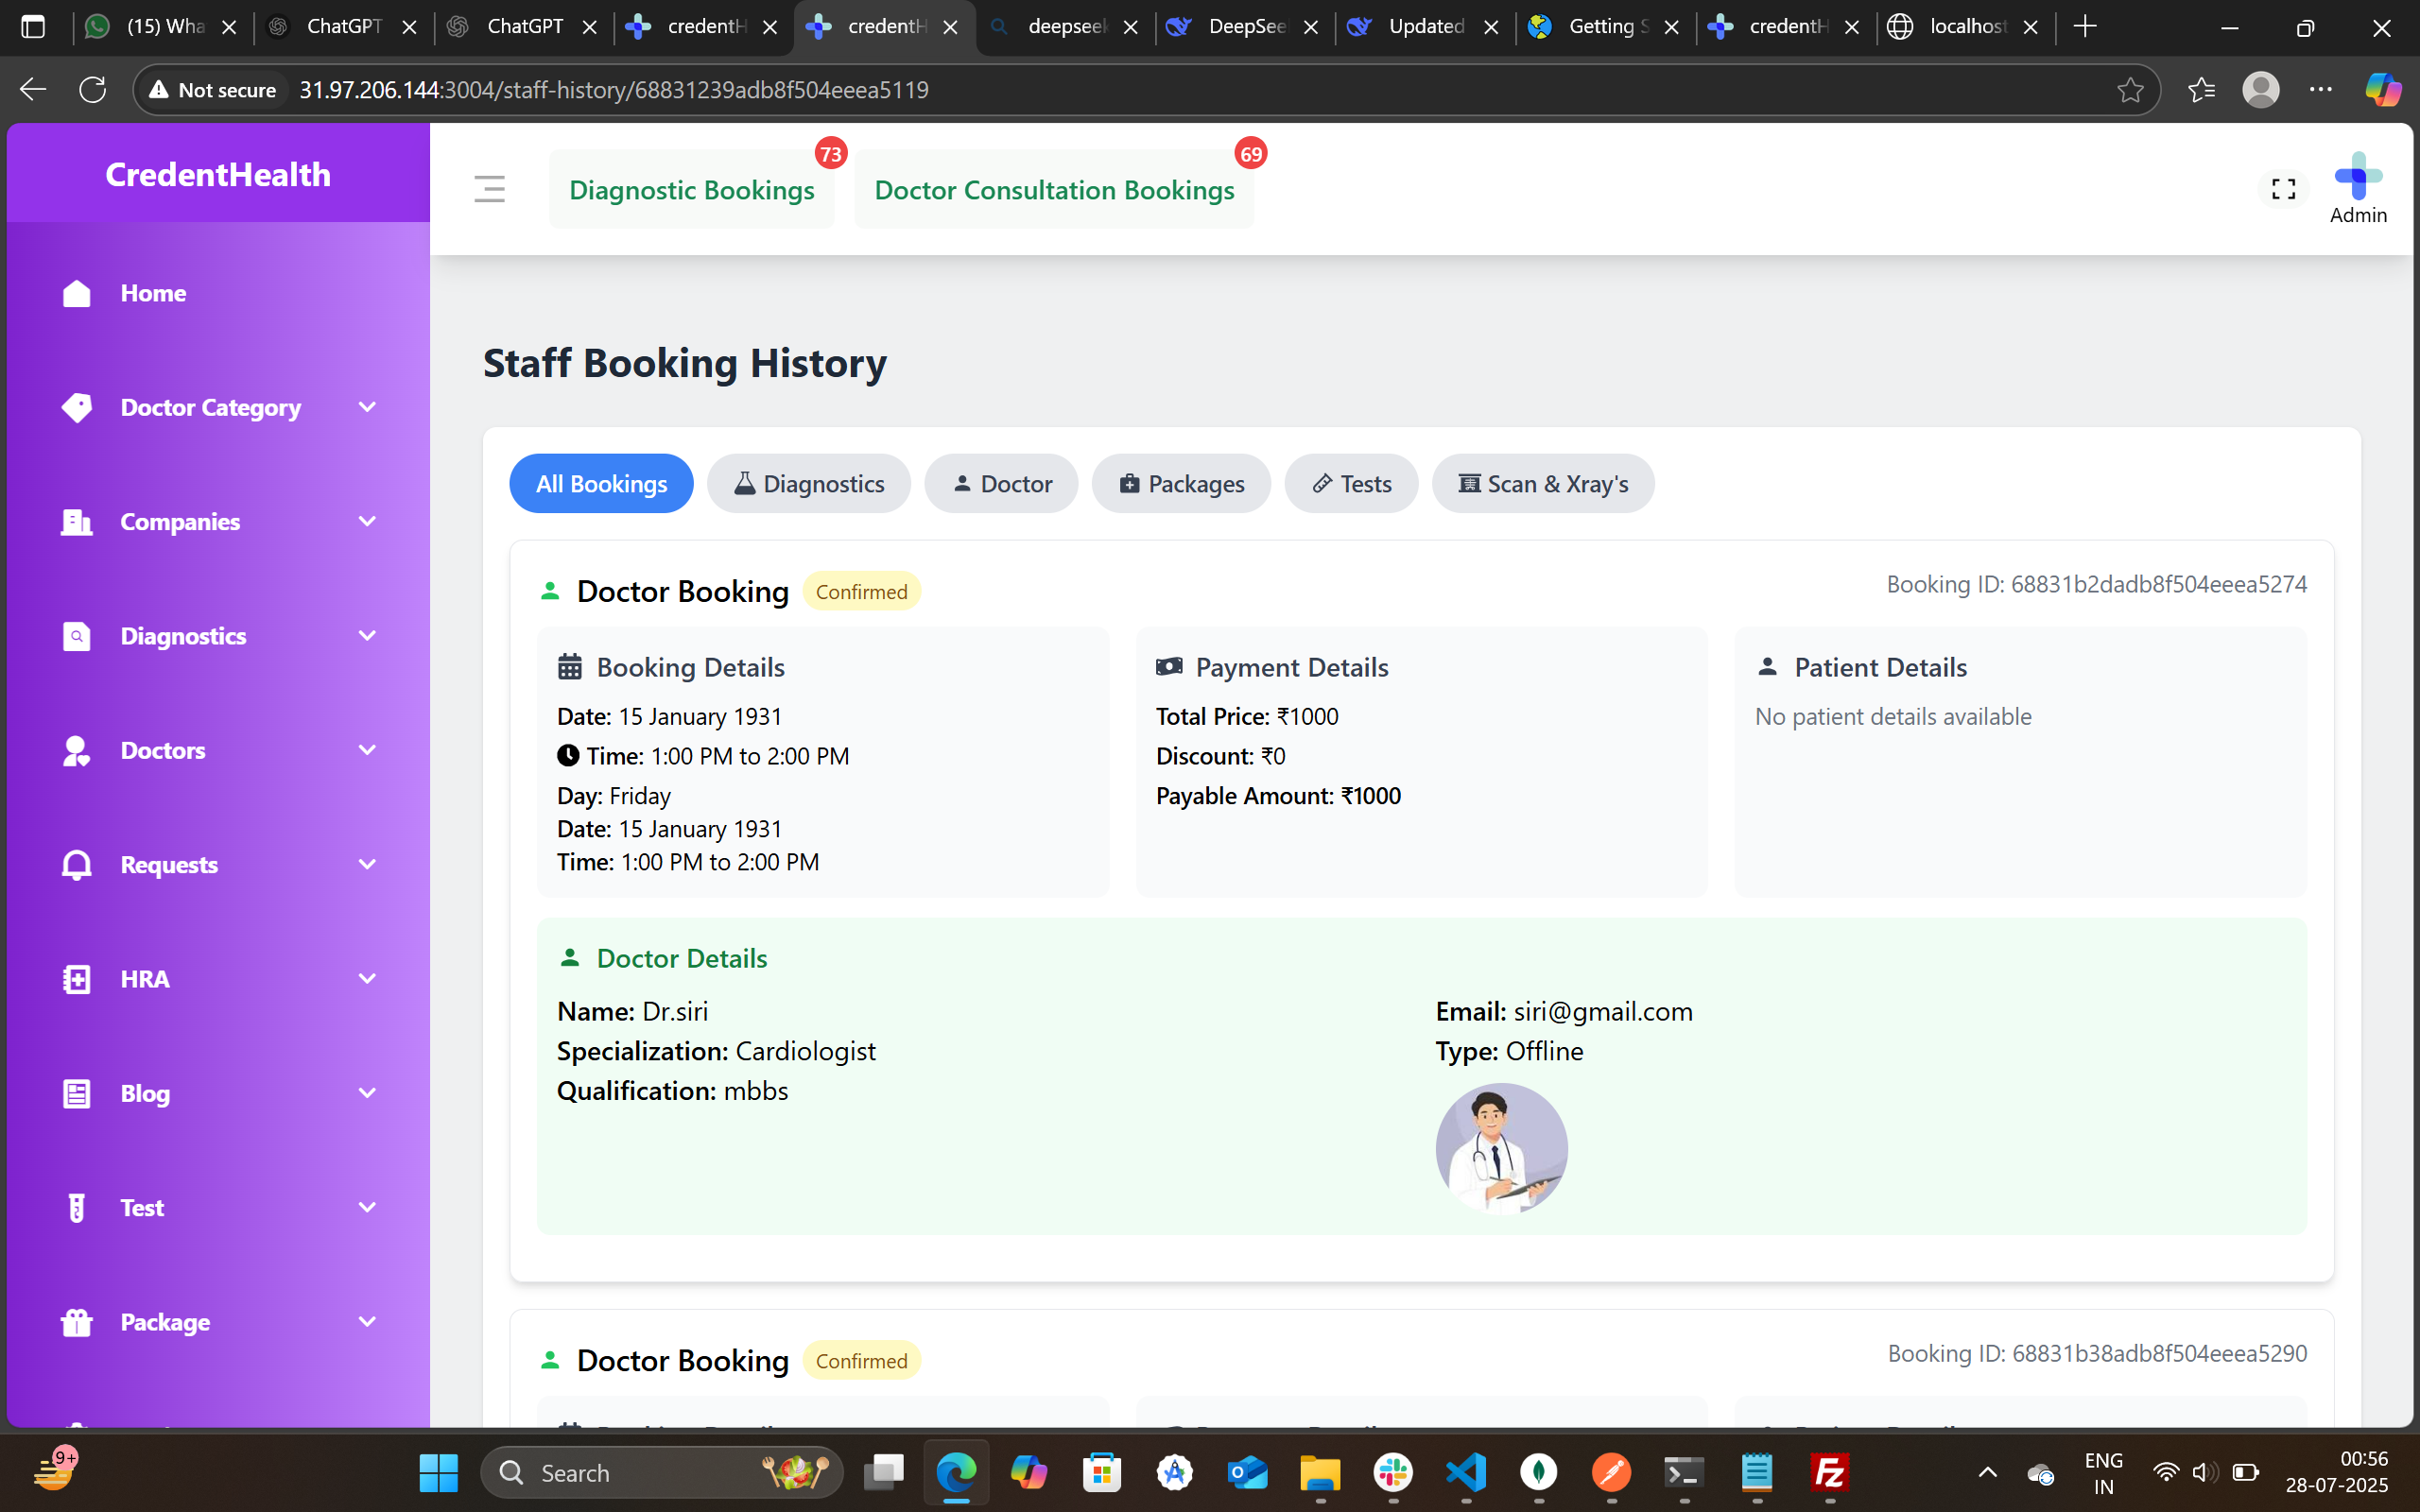 (15) Wha
ChatGPT
ChatGPT
credentH
credentH
deepseek
DeepSee
Updated
Getting S
credentH
localhost
Not secure
31.97.206.144:3004/staff-history/68831239adb8f504eeea5119
CredentHealth
Home
Doctor Category
Companies
Diagnostics
Doctors
Requests
HRA
Blog
Test
Package
Diagnostic Bookings
73
Doctor Consultation Bookings
69
Admin
Staff Booking History
All Bookings
Diagnostics
Doctor
Packages
Tests
Scan & Xray's
Doctor Booking
Confirmed
Booking ID: 68831b2dadb8f504eeea5274
Booking Details
Date: 15 January 1931
Time: 1:00 PM to 2:00 PM
Day: Friday
Date: 15 January 1931
Time: 1:00 PM to 2:00 PM
Payment Details
Total Price: ₹1000
Discount: ₹0
Payable Amount: ₹1000
Patient Details
No patient details available
Doctor Details
Name: Dr.siri
Specialization: Cardiologist
Qualification: mbbs
Email: siri@gmail.com
Type: Offline
Doctor Booking
Confirmed
Booking ID: 68831b38adb8f504eeea5290
9+
Search
ENG
IN
00:56
28-07-2025